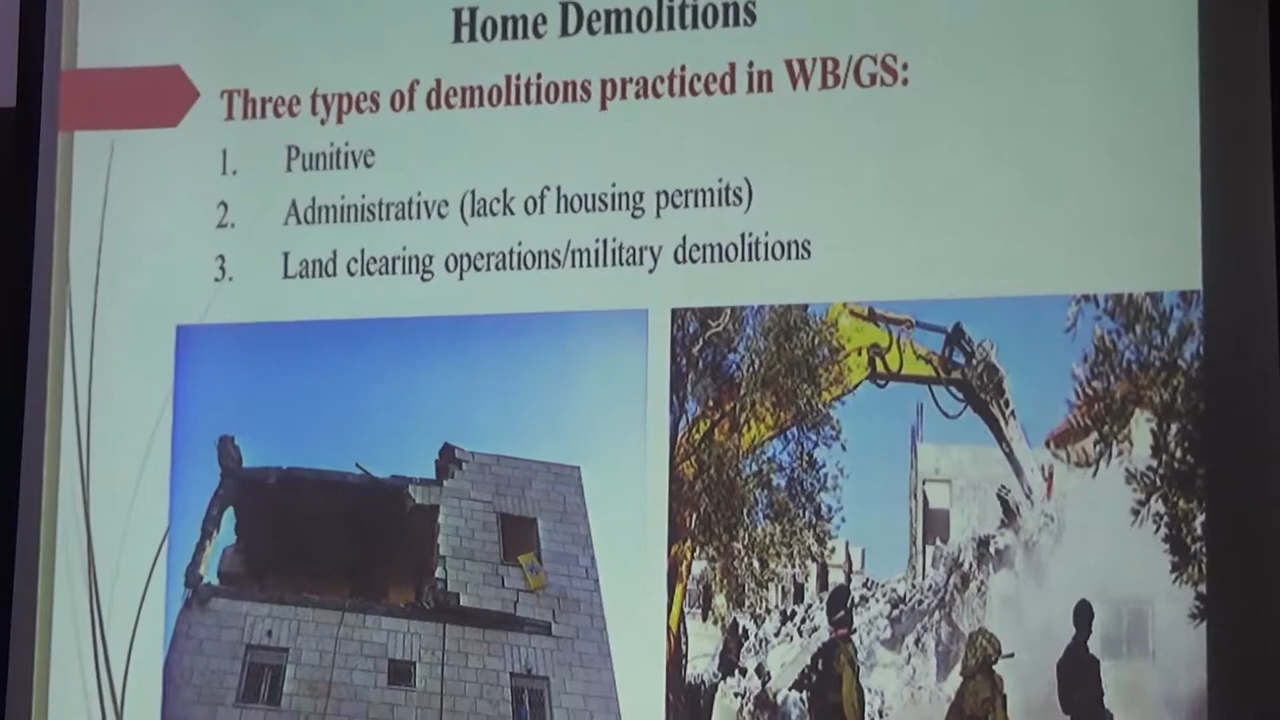 Home Demolitions
Three types of demolitions practiced in WB/GS:
1. Punitive
2. Administrative (lack of housing permits)
3. Land clearing operations/military demolitions